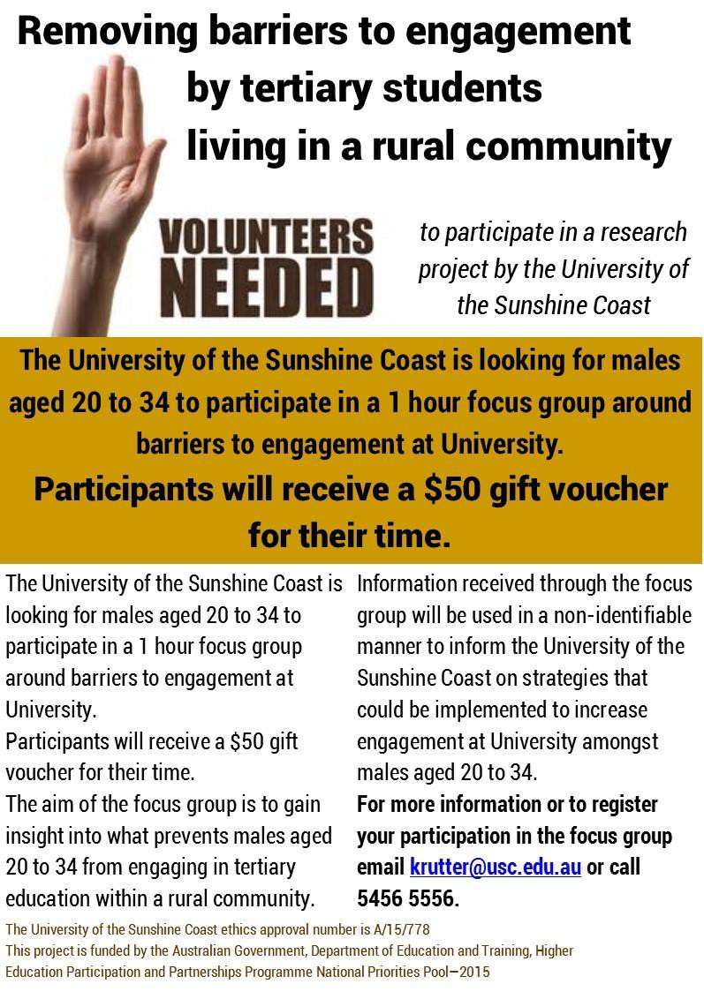 Removing barriers to engagement
by tertiary students
living in a rural community
VOLUNTEERS
NEEDED
to participate in a research
project by the University of
the Sunshine Coast
The University of the Sunshine Coast is looking for males
aged 20 to 34 to participate in a 1 hour focus group around
barriers to engagement at University.
Participants will receive a $50 gift voucher
for their time.
The University of the Sunshine Coast is
looking for males aged 20 to 34 to
participate in a 1 hour focus group
around barriers to engagement at
University.
Participants will receive a $50 gift
voucher for their time.
The aim of the focus group is to gain
insight into what prevents males aged
20 to 34 from engaging in tertiary
education within a rural community.
Information received through the focus
group will be used in a non-identifiable
manner to inform the University of the
Sunshine Coast on strategies that
could be implemented to increase
engagement at University amongst
males aged 20 to 34.
For more information or to register
your participation in the focus group
email krutter@usc.edu.au or call
5456 5556.
The University of the Sunshine Coast ethics approval number is A/15/778
This project is funded by the Australian Government, Department of Education and Training, Higher
Education Participation and Partnerships Programme National Priorities Pool—2015